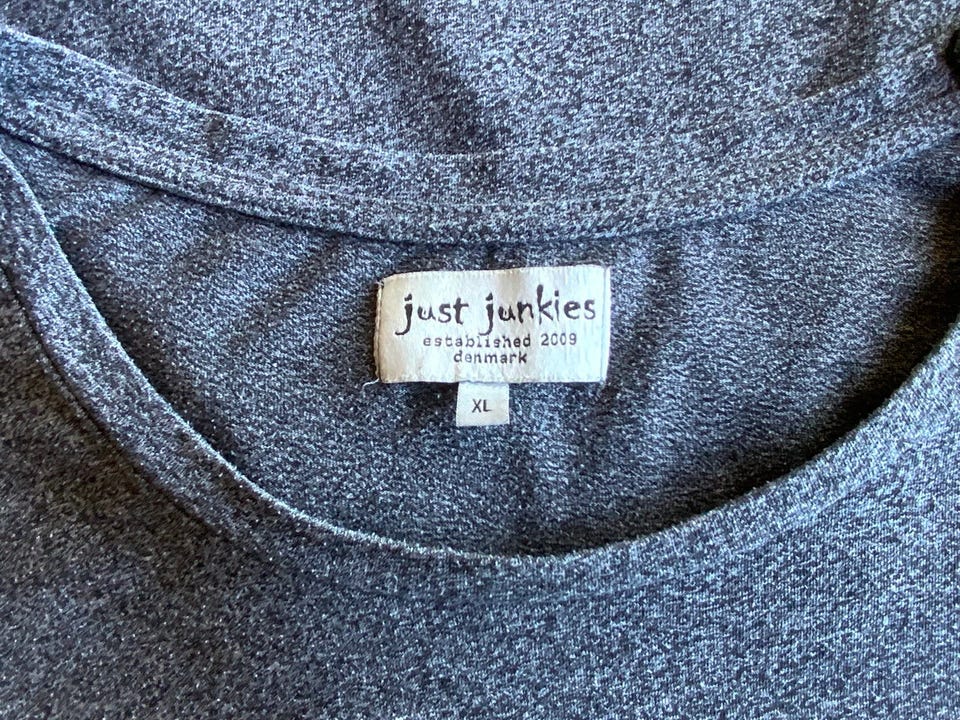 just junkies
established 2009
denmark
XL